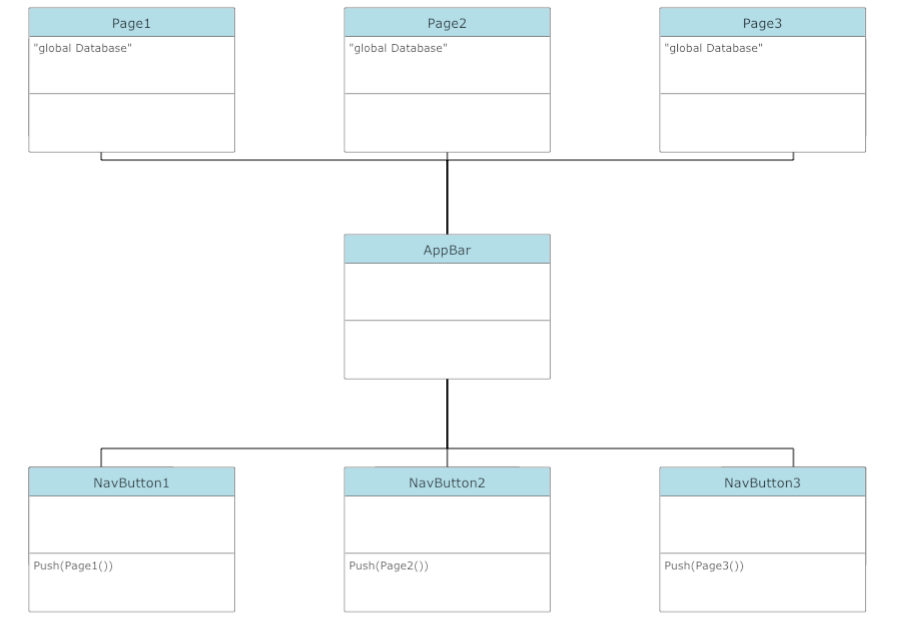 Page1
Page2
Page3
"global Database"
"global Database"
"global Database"
AppBar
NavButton1
NavButton2
NavButton3
Push(Page1())
Push(Page2())
Push(Page3())